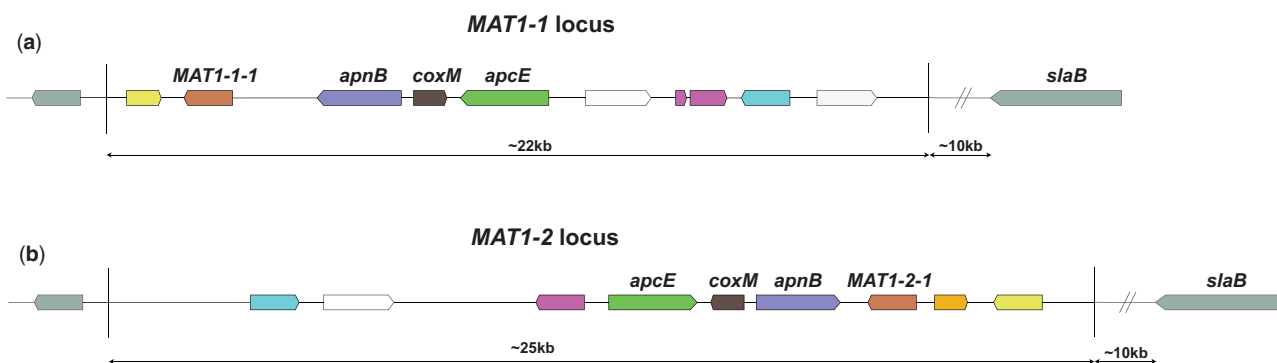 MAT1-1 locus
(a)
MAT1-1-1 apnB coxM apcE slaB
~22kb ~10kb
MAT1-2 locus
(b)
apcE coxM apnB MAT1-2-1 slaB
~25kb ~10kb